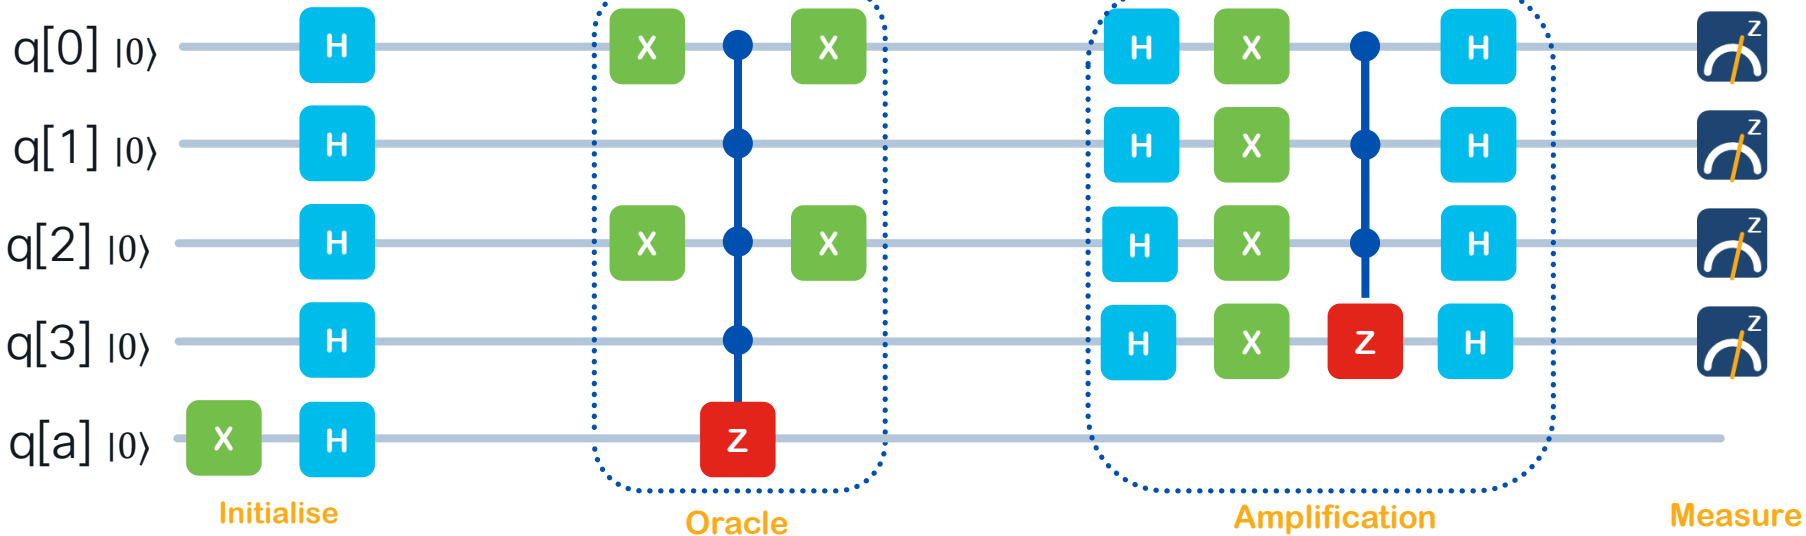 q[0] |0⟩ H X X H X H Z
q[1] |0⟩ H H X H Z
q[2] |0⟩ H X X H X H Z
q[3] |0⟩ H H X Z H Z
q[a] |0⟩ X H Z
Initialise Oracle Amplification Measure